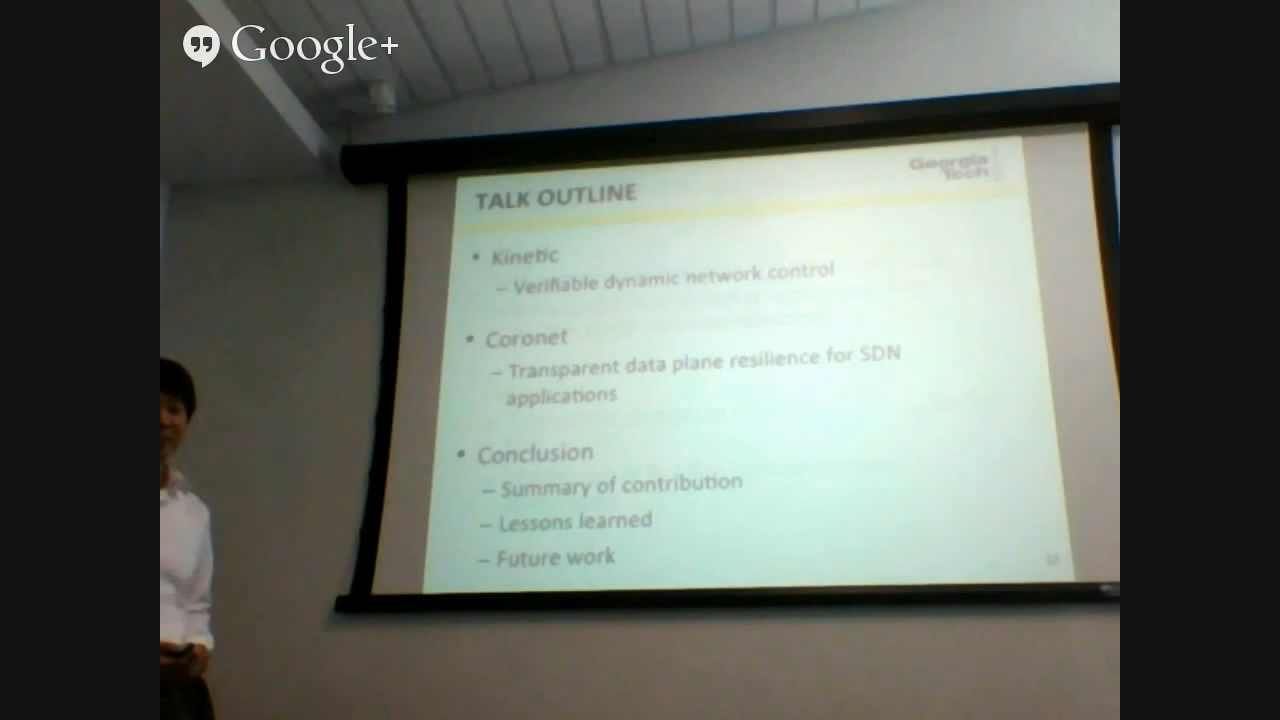 Google+
Georgia
Tech
TALK OUTLINE
• Kinetic
– Verifiable dynamic network control
• Coronet
– Transparent data plane resilience for SDN
applications
• Conclusion
– Summary of contribution
– Lessons learned
– Future work